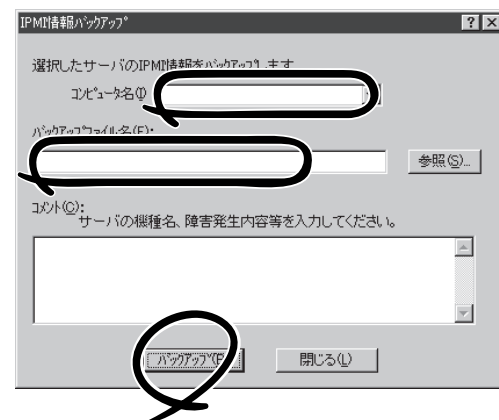 IPMI情報ﾊﾞｯｸｱｯﾌﾟ
選択したサーバのIPMI情報をﾊﾞｯｸｱｯﾌﾟします
ｺﾝﾋﾟｭｰﾀ名(I)
ﾊﾞｯｸｱｯﾌﾟﾌｧｲﾙ名(F):
参照(S)...
ｺﾒﾝﾄ(C):
サーバの機種名、障害発生内容等を入力してください。
ﾊﾞｯｸｱｯﾌﾟ(
閉じる(L)